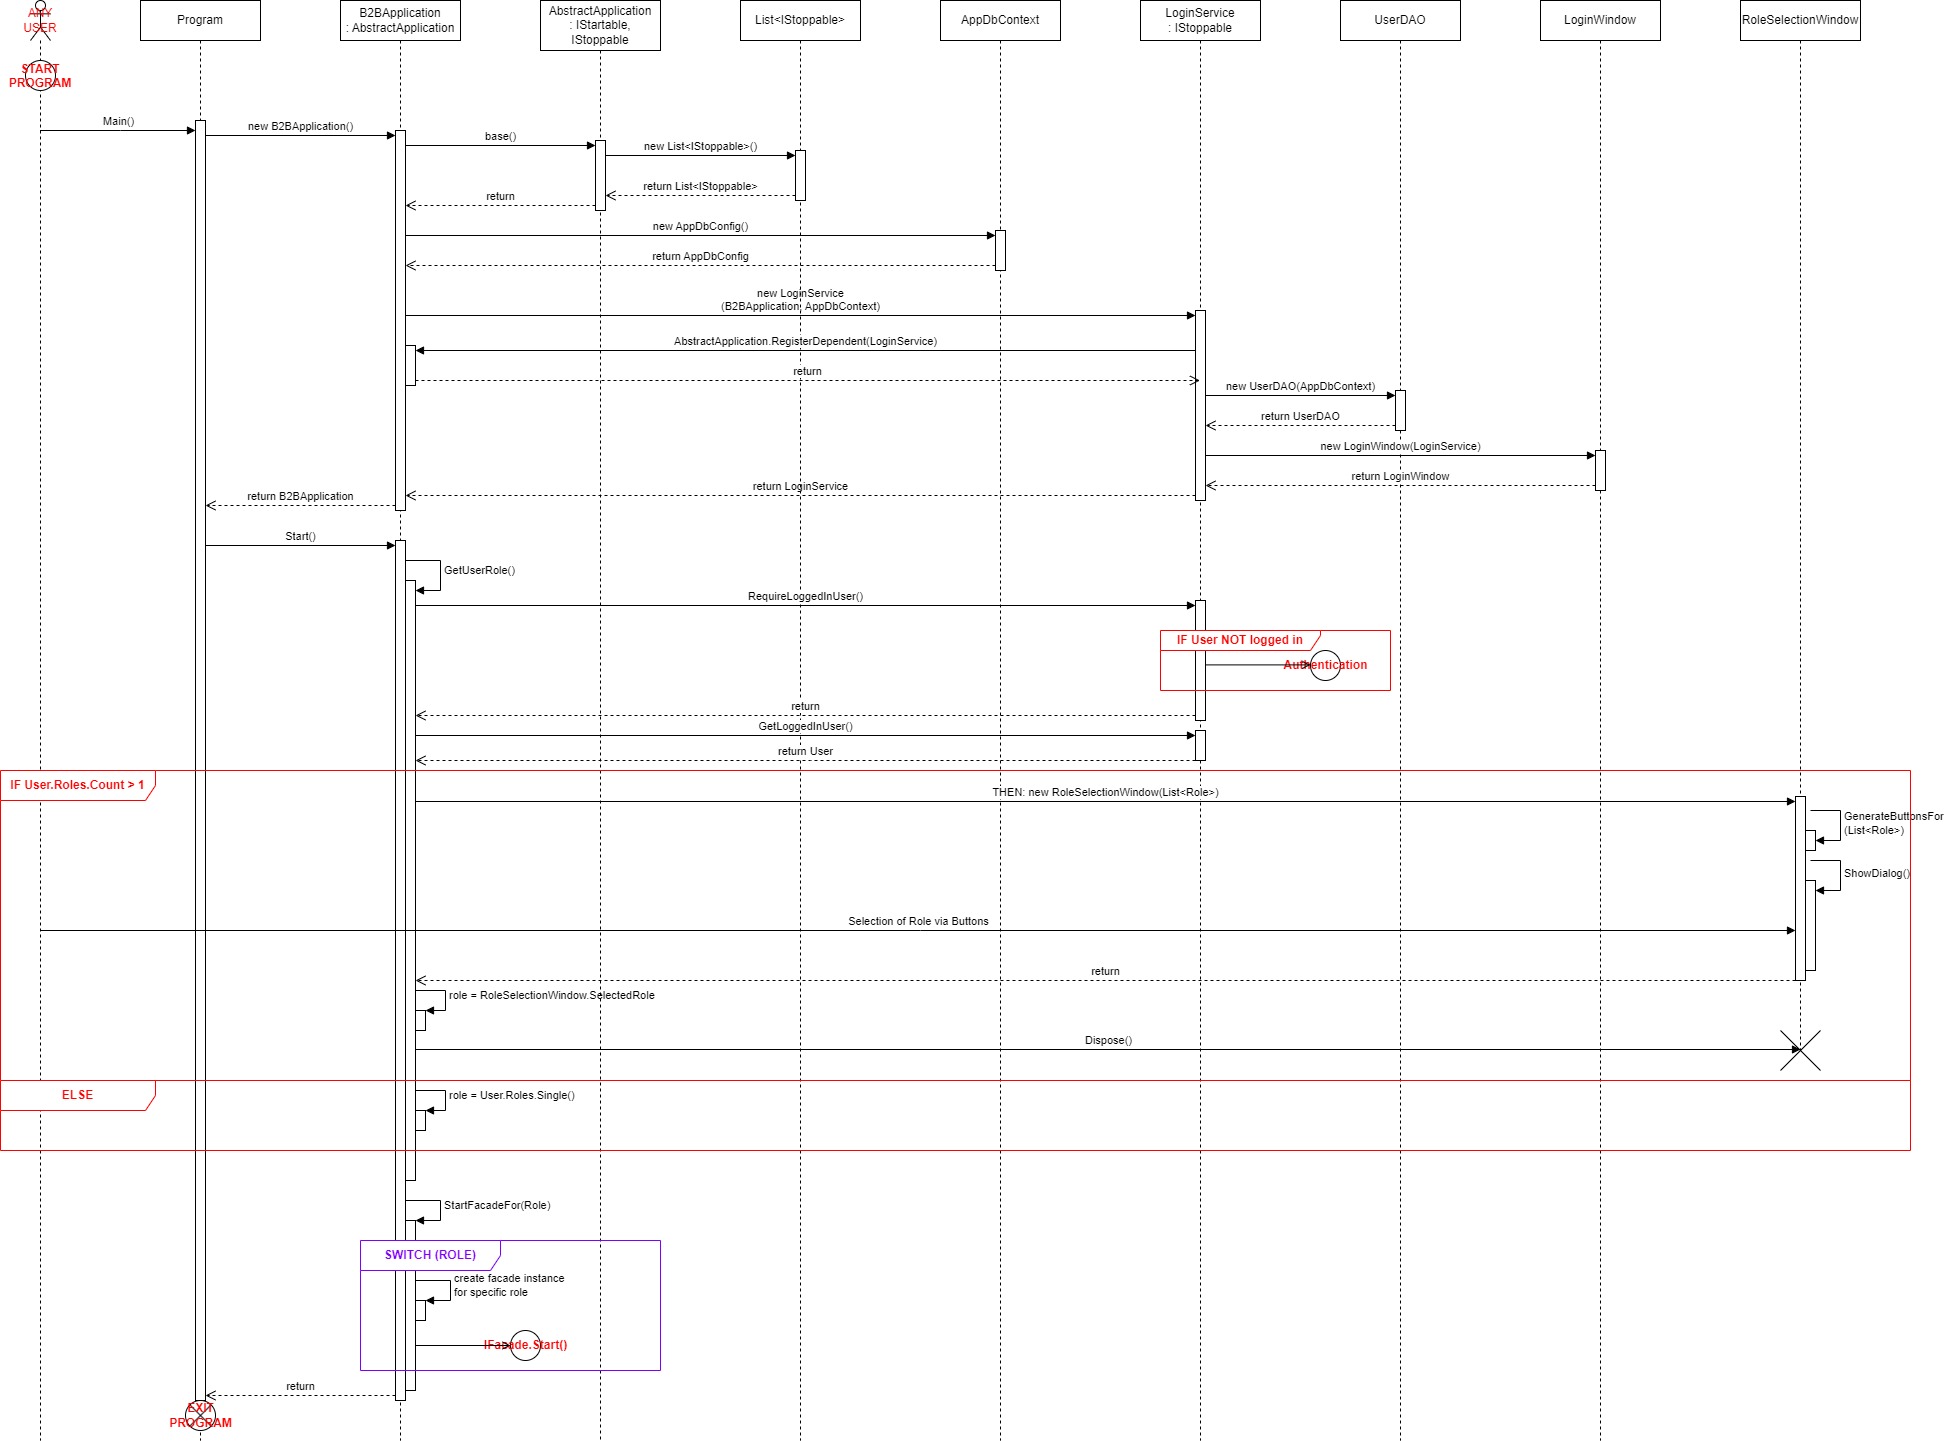 ANY
USER
Program
B2BApplication
: AbstractApplication
AbstractApplication
: IStartable,
IStoppable
List<IStoppable>
AppDbContext
LoginService
: IStoppable
UserDAO
LoginWindow
RoleSelectionWindow
START
PROGRAM
Main()
new B2BApplication()
base()
new List<IStoppable>()
return List<IStoppable>
return
new AppDbConfig()
return AppDbConfig
new LoginService
(B2BApplication, AppDbContext)
AbstractApplication.RegisterDependent(LoginService)
return
new UserDAO(AppDbContext)
return UserDAO
new LoginWindow(LoginService)
return LoginWindow
return LoginService
return B2BApplication
Start()
GetUserRole()
RequireLoggedInUser()
IF User NOT logged in
Authentication
return
GetLoggedInUser()
return User
IF User.Roles.Count > 1
THEN: new RoleSelectionWindow(List<Role>)
GenerateButtonsFor
(List<Role>)
ShowDialog()
Selection of Role via Buttons
return
role = RoleSelectionWindow.SelectedRole
Dispose()
ELSE
role = User.Roles.Single()
StartFacadeFor(Role)
SWITCH (ROLE)
create facade instance
for specific role
IFacade.Start()
return
EXIT
PROGRAM